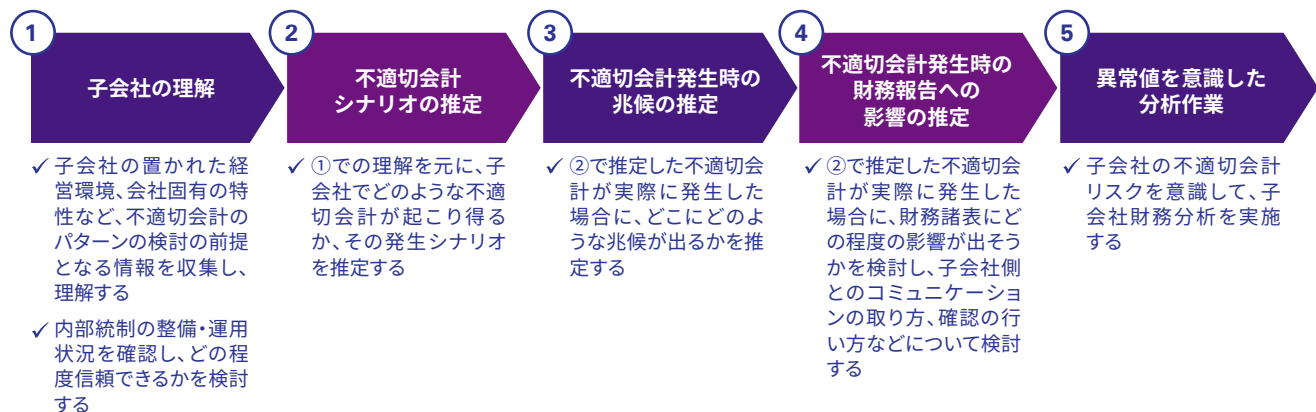 1
子会社の理解
✓ 子会社の置かれた経
営環境、会社固有の特
性など、不適切会計の
パターンの検討の前提
となる情報を収集し、
理解する
✓ 内部統制の整備・運用
状況を確認し、どの程
度信頼できるかを検討
する
2
不適切会計
シナリオの推定
✓ ①での理解を元に、子
会社でどのような不適
切会計が起こり得る
か、その発生シナリオ
を推定する
3
不適切会計発生時の
兆候の推定
✓ ②で推定した不適切会
計が実際に発生した
場合に、どこにどのよ
うな兆候が出るかを推
定する
4
不適切会計発生時の
財務報告への
影響の推定
✓ ②で推定した不適切会
計が実際に発生した
場合に、財務諸表にど
の程度の影響が出そう
かを検討し、子会社側
とのコミュニケーショ
ンの取り方、確認の行
い方などについて検討
する
5
異常値を意識した
分析作業
✓ 子会社の不適切会計
リスクを意識して、子
会社財務分析を実施
する